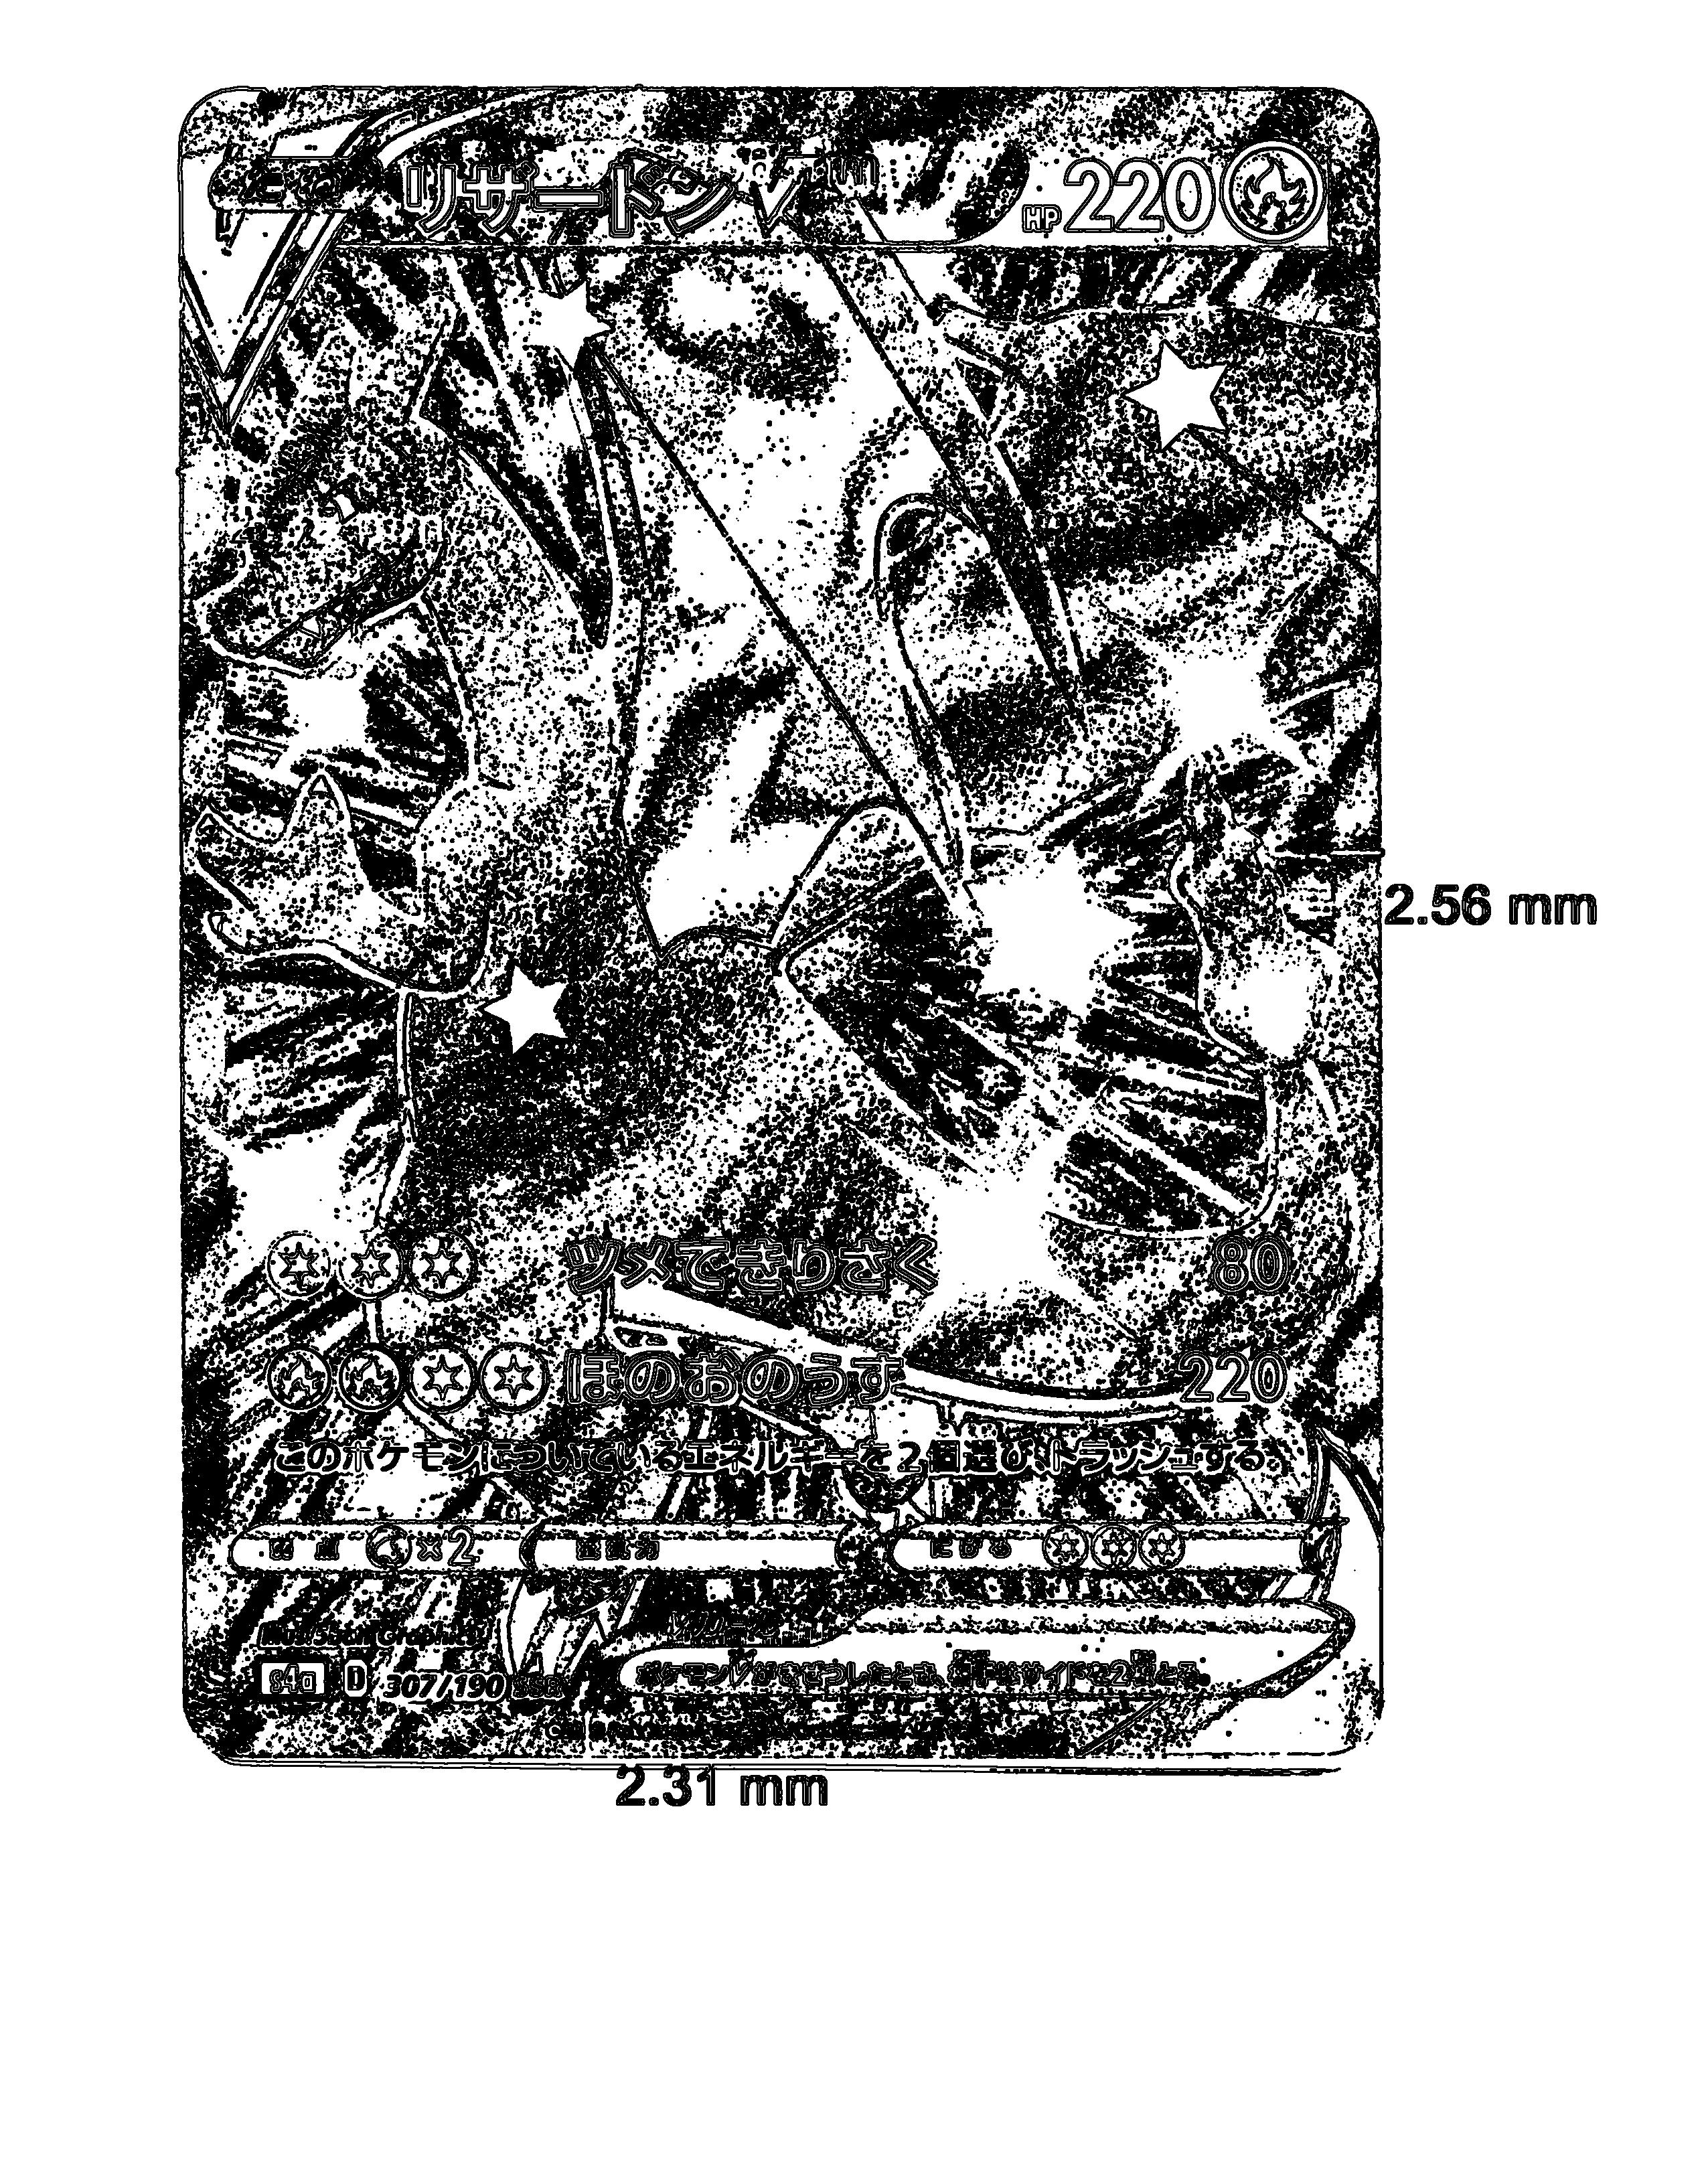 たね リザードン V HP 220
ツメできりさく 80
ほのおのうず 220
このポケモンについているエネルギーを2個選び、トラッシュする。
弱点 ×2 抵抗力 にげる
Vルール
ポケモンVがきぜつしたとき、相手はサイドを2枚とる。
s4a D 307/190 SSR
2.56 mm
2.31 mm